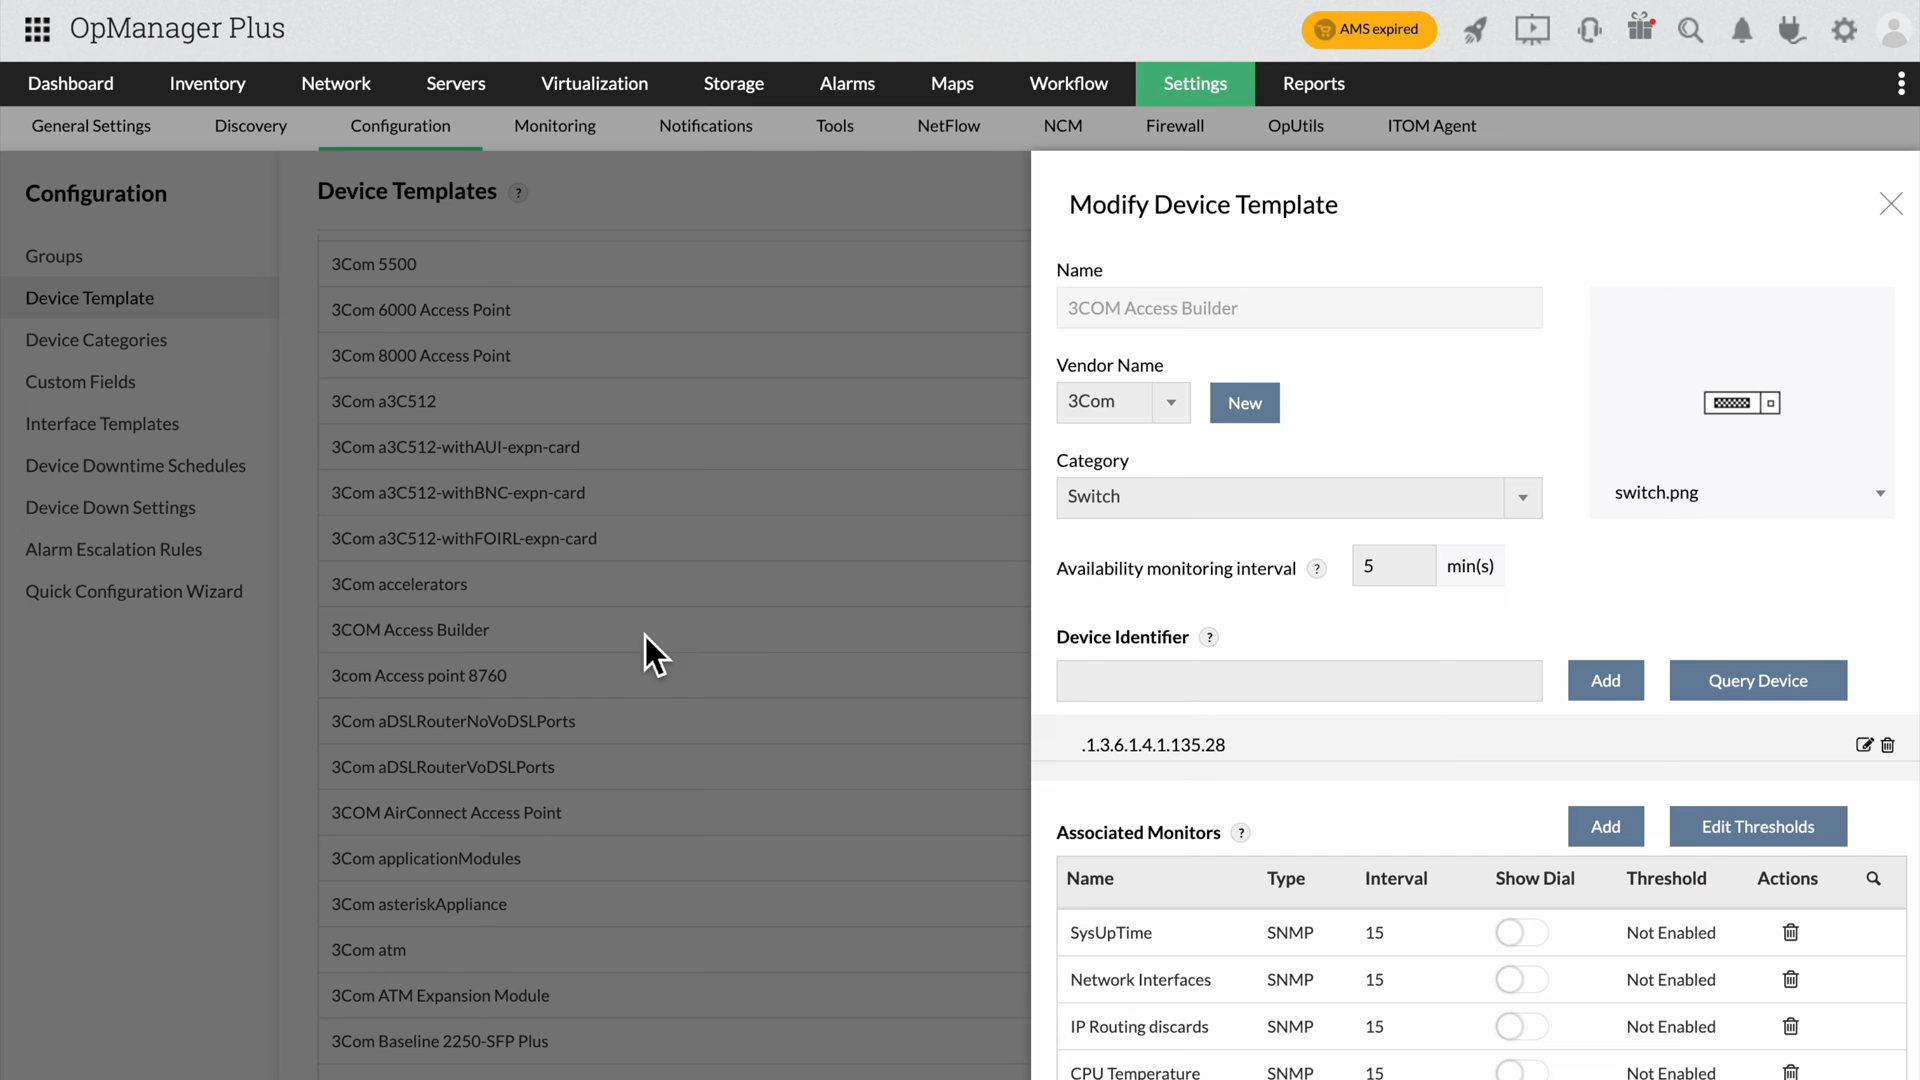 OpManager Plus
AMS expired
Dashboard Inventory Network Servers Virtualization Storage Alarms Maps Workflow Settings Reports
General Settings Discovery Configuration Monitoring Notifications Tools NetFlow NCM Firewall OpUtils ITOM Agent
Configuration
Groups
Device Template
Device Categories
Custom Fields
Interface Templates
Device Downtime Schedules
Device Down Settings
Alarm Escalation Rules
Quick Configuration Wizard
Device Templates ?
3Com 5500
3Com 6000 Access Point
3Com 8000 Access Point
3Com a3C512
3Com a3C512-withAUI-expn-card
3Com a3C512-withBNC-expn-card
3Com a3C512-withFOIRL-expn-card
3Com accelerators
3COM Access Builder
3com Access point 8760
3Com aDSLRouterNoVoDSLPorts
3Com aDSLRouterVoDSLPorts
3COM AirConnect Access Point
3Com applicationModules
3Com asteriskAppliance
3Com atm
3Com ATM Expansion Module
3Com Baseline 2250-SFP Plus
Modify Device Template
Name
3COM Access Builder
Vendor Name
3Com New
Category
Switch
switch.png
Availability monitoring interval ? 5 min(s)
Device Identifier ?
Add Query Device
.1.3.6.1.4.1.135.28
Associated Monitors ? Add Edit Thresholds
Name Type Interval Show Dial Threshold Actions
SysUpTime SNMP 15 Not Enabled
Network Interfaces SNMP 15 Not Enabled
IP Routing discards SNMP 15 Not Enabled
CPU Temperature SNMP 15 Not Enabled